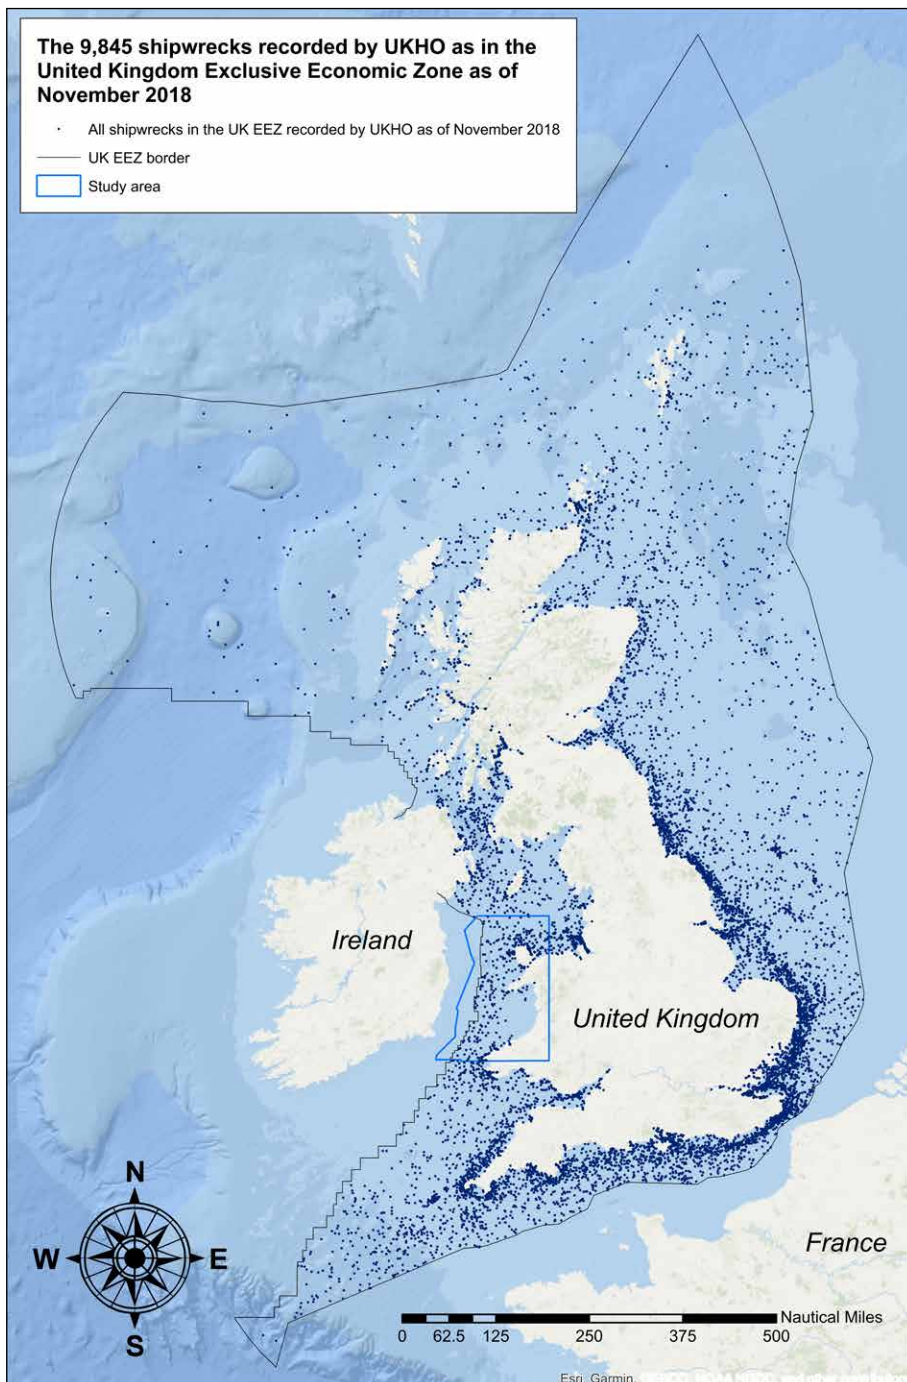 The 9,845 shipwrecks recorded by UKHO as in the
United Kingdom Exclusive Economic Zone as of
November 2018
All shipwrecks in the UK EEZ recorded by UKHO as of November 2018
UK EEZ border
Study area
Ireland
United Kingdom
France
N
W
E
S
Nautical Miles
0 62.5 125 250 375 500
Esri, Garmin,